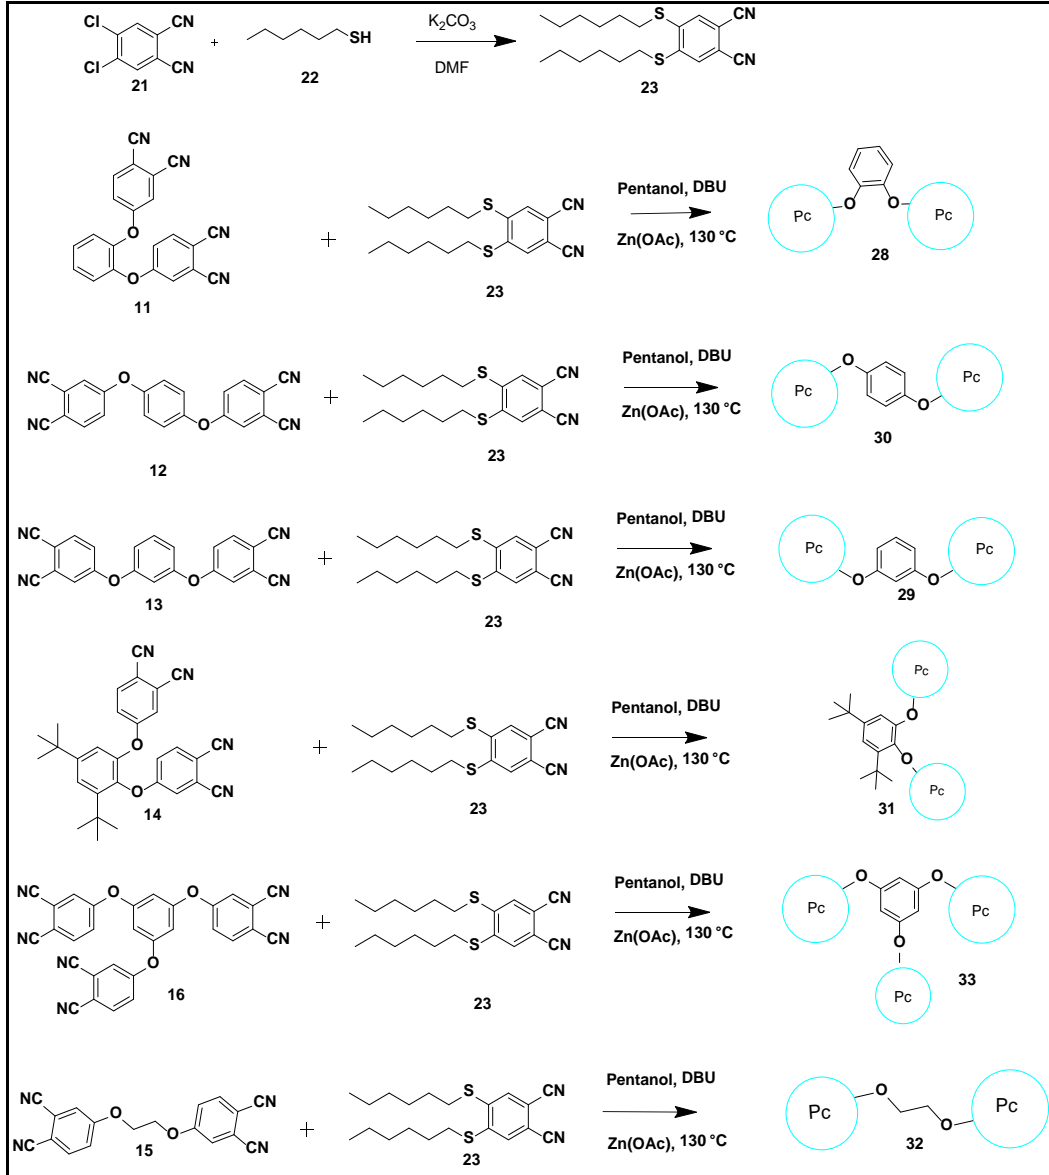 Cl
Cl
CN
CN
21
+
SH
22
K2CO3
DMF
S
S
CN
CN
23
CN
CN
O
O
CN
CN
11
+
S
S
CN
CN
23
Pentanol, DBU
Zn(OAc), 130 °C
Pc
O
O
Pc
28
NC
NC
O
O
CN
CN
12
+
S
S
CN
CN
23
Pentanol, DBU
Zn(OAc), 130 °C
Pc
O
O
Pc
30
NC
NC
O
O
CN
CN
13
+
S
S
CN
CN
23
Pentanol, DBU
Zn(OAc), 130 °C
Pc
O
O
Pc
29
CN
CN
O
O
CN
CN
14
+
S
S
CN
CN
23
Pentanol, DBU
Zn(OAc), 130 °C
Pc
O
O
Pc
31
NC
NC
O
O
CN
CN
NC
NC
O
16
+
S
S
CN
CN
23
Pentanol, DBU
Zn(OAc), 130 °C
Pc
O
O
Pc
O
Pc
33
NC
NC
O
O
CN
CN
15
+
S
S
CN
CN
23
Pentanol, DBU
Zn(OAc), 130 °C
Pc
O
O
Pc
32